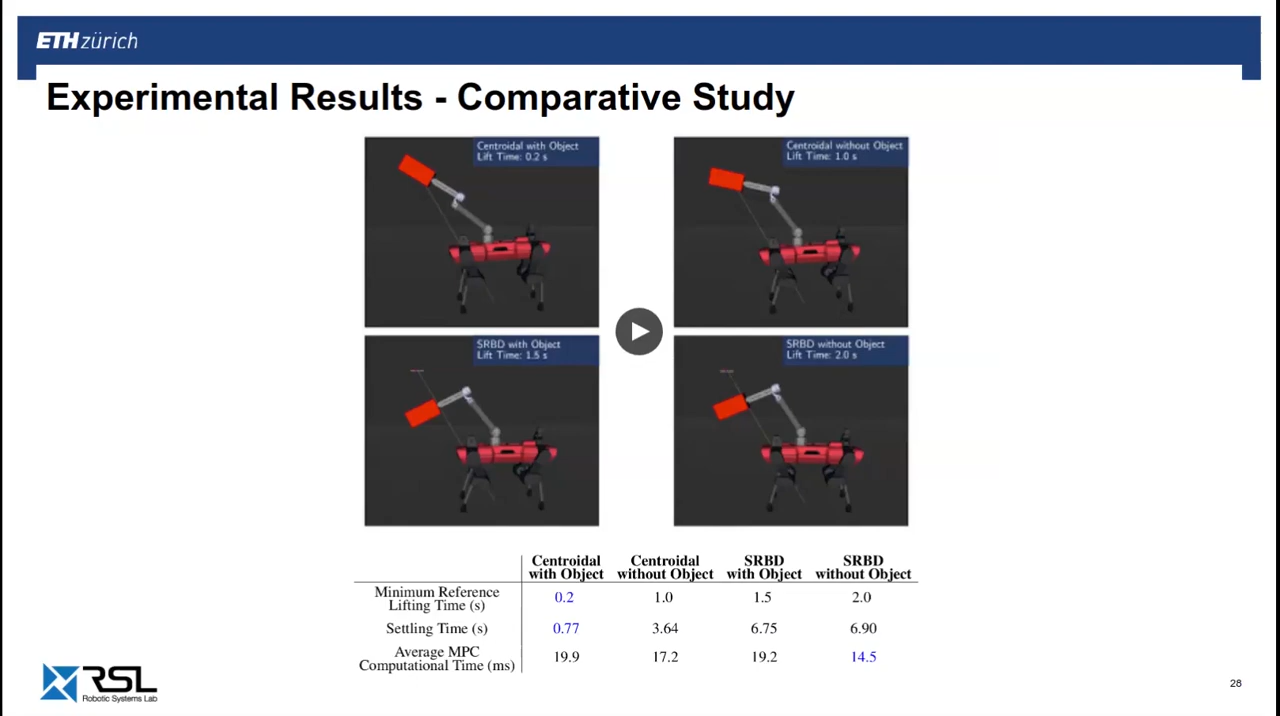 ETH zürich
Experimental Results - Comparative Study
Centroidal with Object
Lift Time: 0.2 s
Centroidal without Object
Lift Time: 1.0 s
SRBD with Object
Lift Time: 1.5 s
SRBD without Object
Lift Time: 2.0 s
Centroidal Centroidal SRBD SRBD
with Object without Object with Object without Object
Minimum Reference
Lifting Time (s) 0.2 1.0 1.5 2.0
Settling Time (s) 0.77 3.64 6.75 6.90
Average MPC
Computational Time (ms) 19.9 17.2 19.2 14.5
RSL
Robotic Systems Lab
28